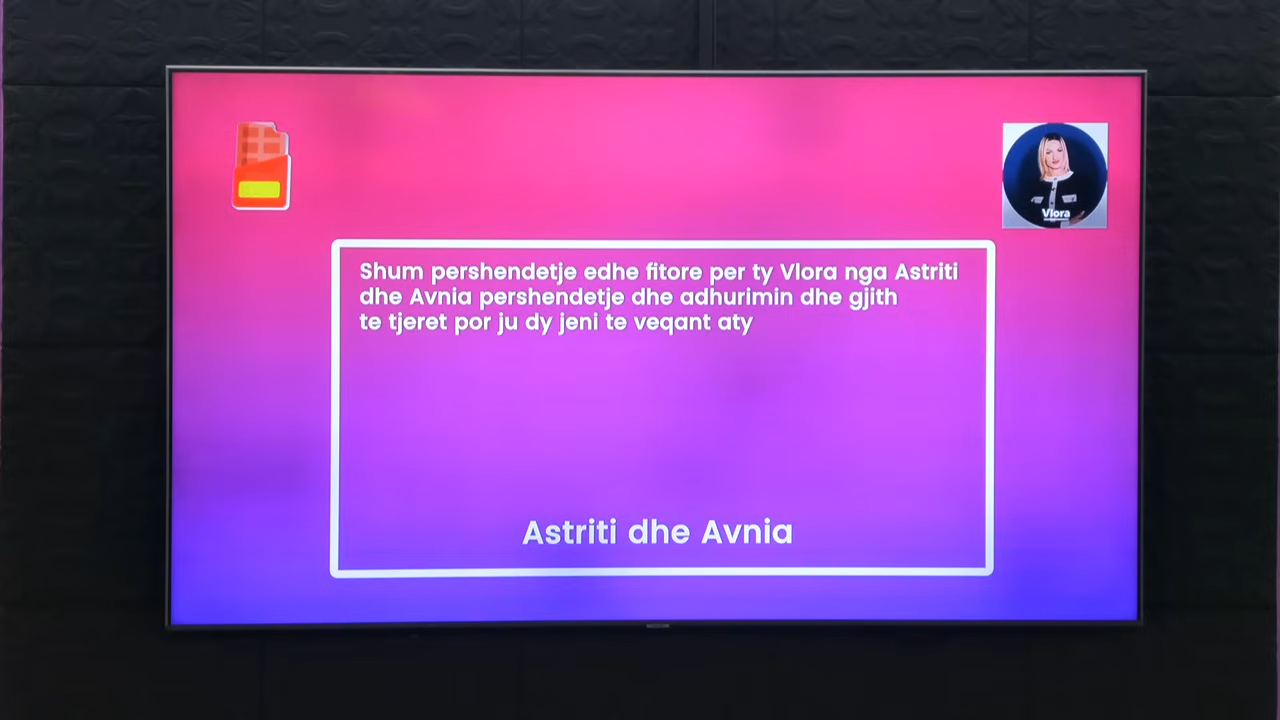 Vlora
Shum pershendetje edhe fitore per ty Vlora nga Astriti
dhe Avnia pershendetje dhe adhurimin dhe gjith
te tjeret por ju dy jeni te veqant aty
Astriti dhe Avnia